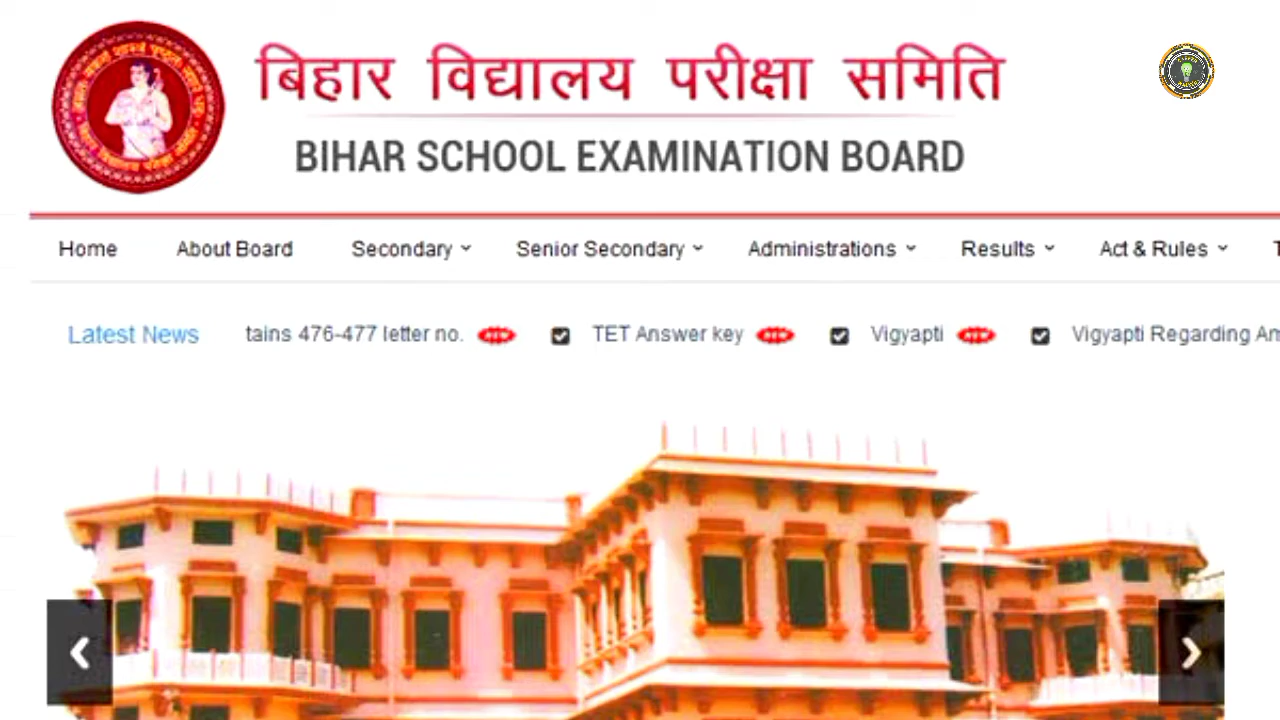 बिहार विद्यालय परीक्षा समिति
BIHAR SCHOOL EXAMINATION BOARD
Home About Board Secondary Senior Secondary Administrations Results Act & Rules
Latest News tains 476-477 letter no. TET Answer key Vigyapti Vigyapti Regarding